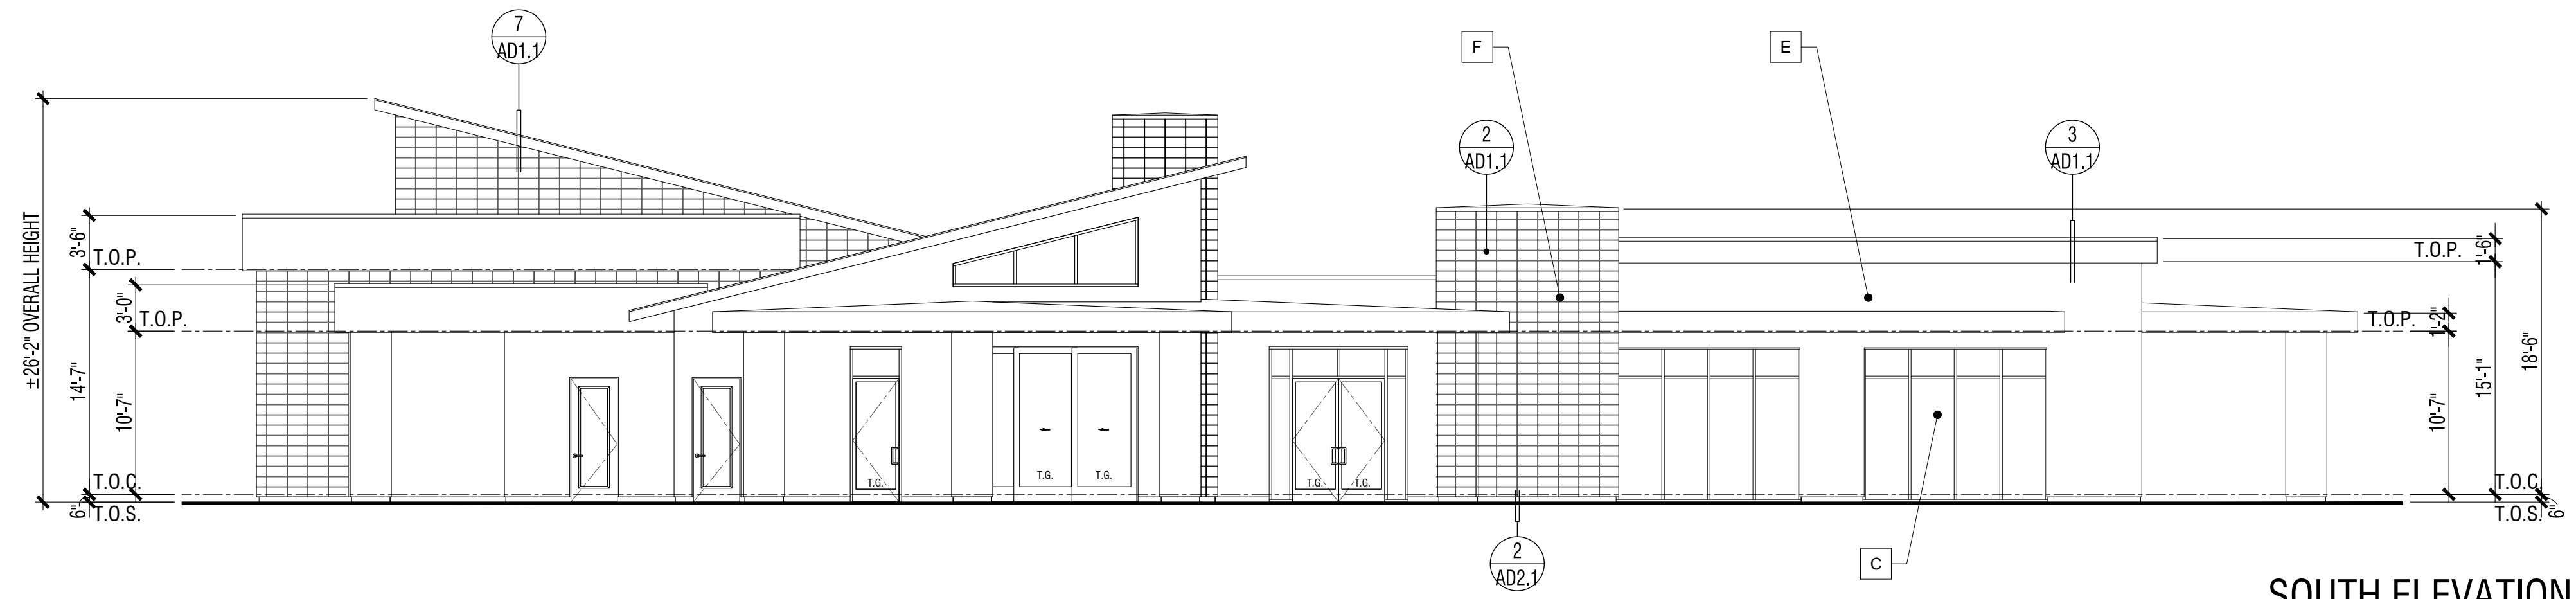 7
AD1.1
F
E
2
AD1.1
3
AD1.1
±26'-2" OVERALL HEIGHT
3'-6"
T.O.P.
14'-7"
3'-0"
T.O.P.
10'-7"
T.O.C.
6"
T.O.S.
T.G.
T.G.
T.G.
T.G.
T.G.
T.O.P.
1'-6"
T.O.P.
1'-2"
18'-6"
15'-1"
10'-7"
T.O.C.
T.O.S.
6"
2
AD2.1
C
SOUTH ELEVATION